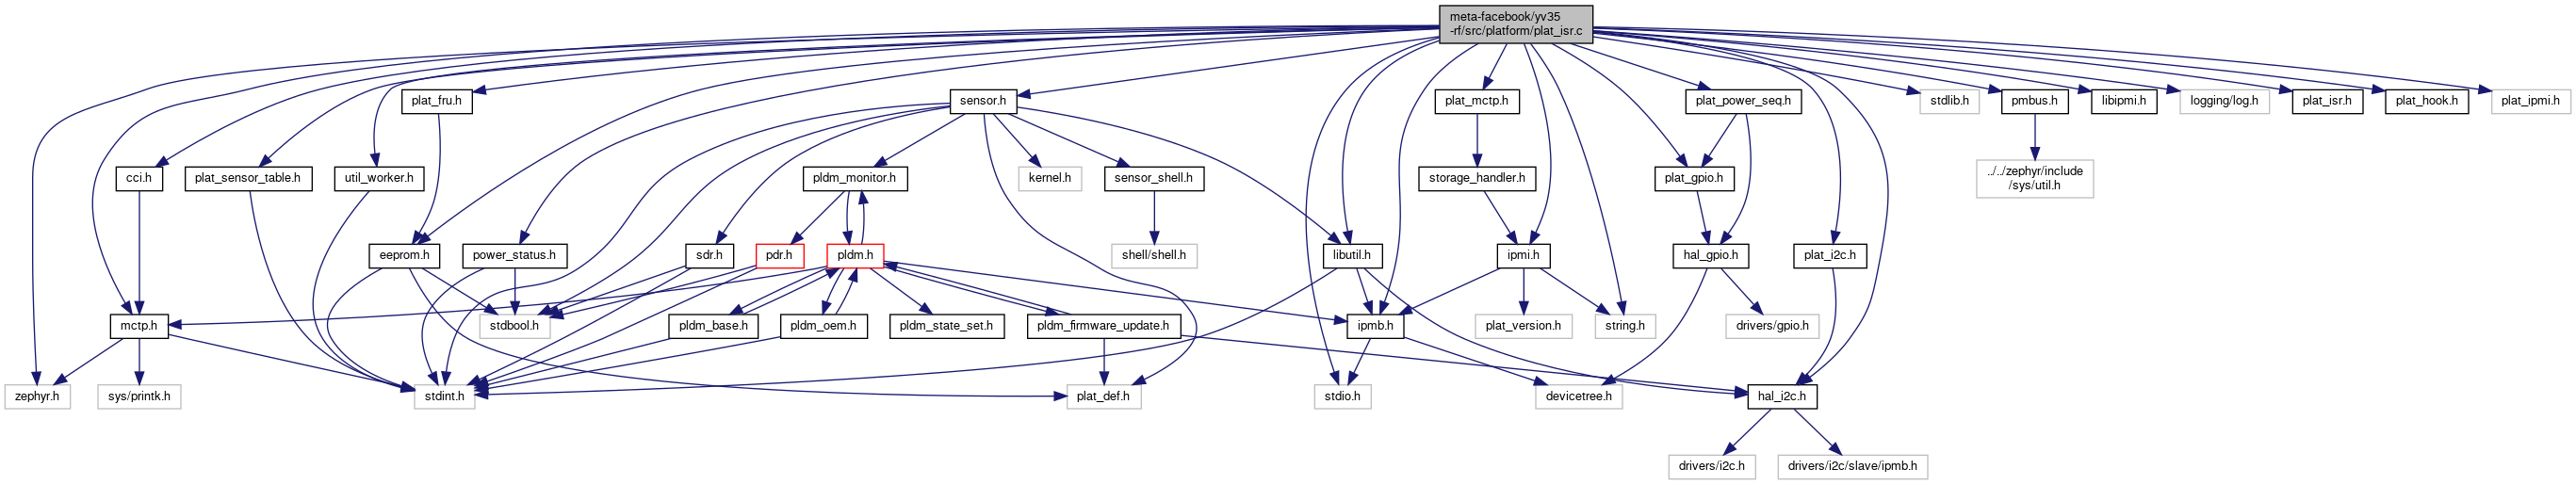 meta-facebook/yv35
-rf/src/platform/plat_isr.c
plat_fru.h
sensor.h
plat_mctp.h
plat_power_seq.h
stdlib.h
pmbus.h
libipmi.h
logging/log.h
plat_isr.h
plat_hook.h
plat_ipmi.h
cci.h
plat_sensor_table.h
util_worker.h
pldm_monitor.h
kernel.h
sensor_shell.h
storage_handler.h
plat_gpio.h
../../zephyr/include
/sys/util.h
eeprom.h
power_status.h
sdr.h
pdr.h
pldm.h
shell/shell.h
libutil.h
ipmi.h
hal_gpio.h
plat_i2c.h
mctp.h
stdbool.h
pldm_base.h
pldm_oem.h
pldm_state_set.h
pldm_firmware_update.h
ipmb.h
plat_version.h
string.h
drivers/gpio.h
zephyr.h
sys/printk.h
stdint.h
plat_def.h
stdio.h
devicetree.h
hal_i2c.h
drivers/i2c.h
drivers/i2c/slave/ipmb.h